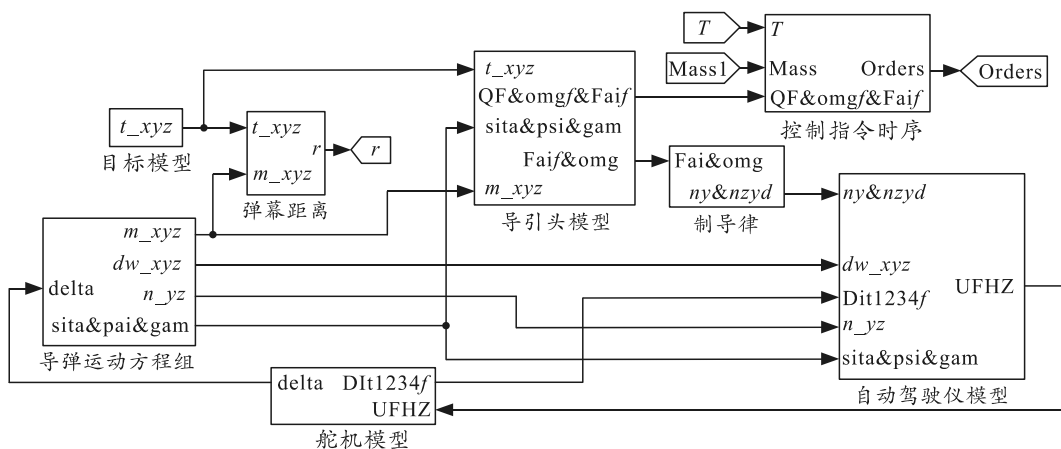 T
T
Mass1
Mass
Orders
Orders
QF&omgf&Faif
控制指令时序
t_xyz
目标模型
t_xyz
r
m_xyz
弹幕距离
r
t_xyz
QF&omgf&Faif
sita&psi&gam
Faif&omg
m_xyz
导引头模型
Fai&omg
ny&nzyd
制导律
m_xyz
dw_xyz
delta
n_yz
sita&pai&gam
导弹运动方程组
ny&nzyd
dw_xyz
UFHZ
Dit1234f
n_yz
sita&psi&gam
自动驾驶仪模型
delta
DIt1234f
UFHZ
舵机模型